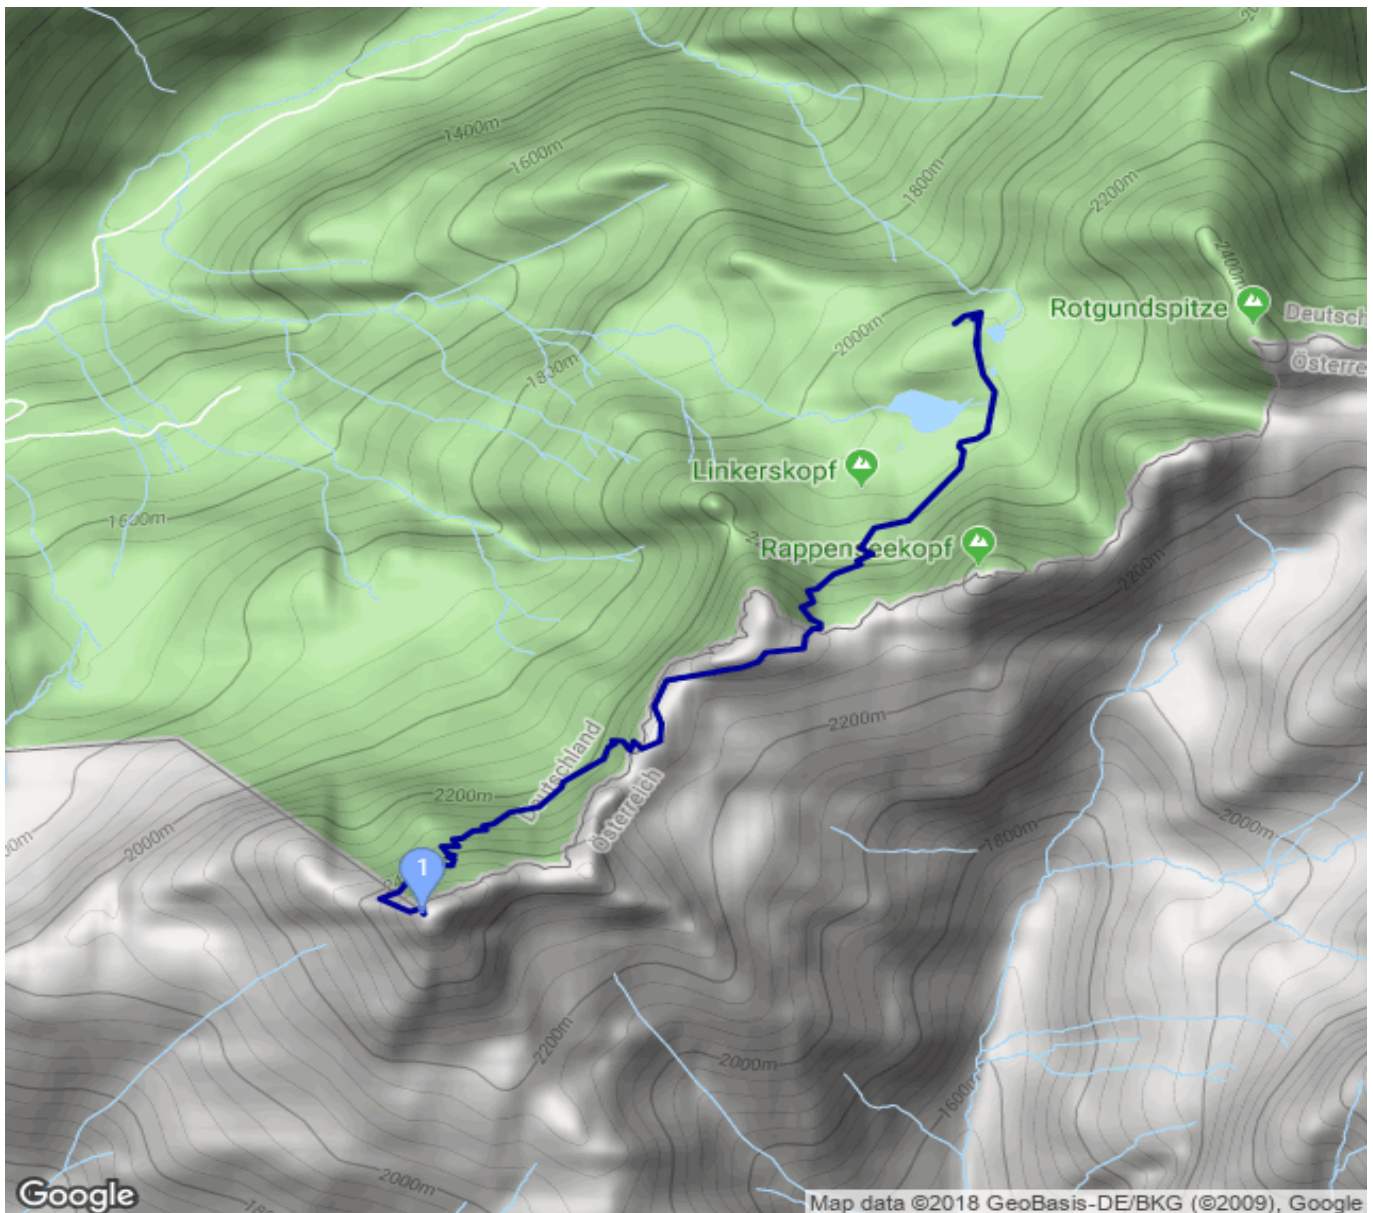 1400m
1600m
1800m
2200m
2400m
Rotgundspitze
Deutsch
Österre
2000m
1800m
Linkerskopf
1600m
Rappenseekopf
2200m
2200m
Deutschland
2200m
Österreich
2000m
1800m
2000m
1
2200m
2000m
1600m
2000m
Google
Map data ©2018 GeoBasis-DE/BKG (©2009), Google